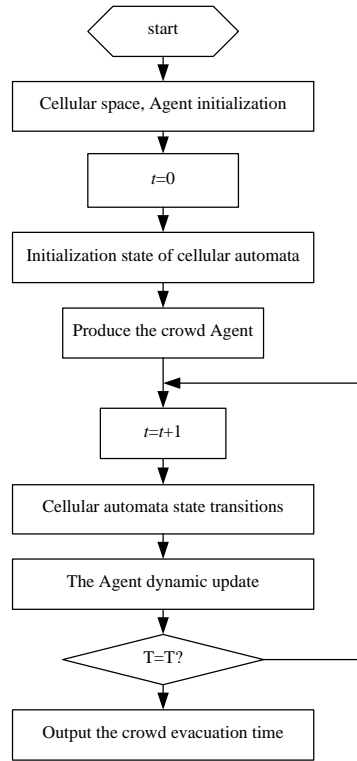 start
Cellular space, Agent initialization
t=0
Initialization state of cellular automata
Produce the crowd Agent
t=t+1
Cellular automata state transitions
The Agent dynamic update
T=T?
Output the crowd evacuation time